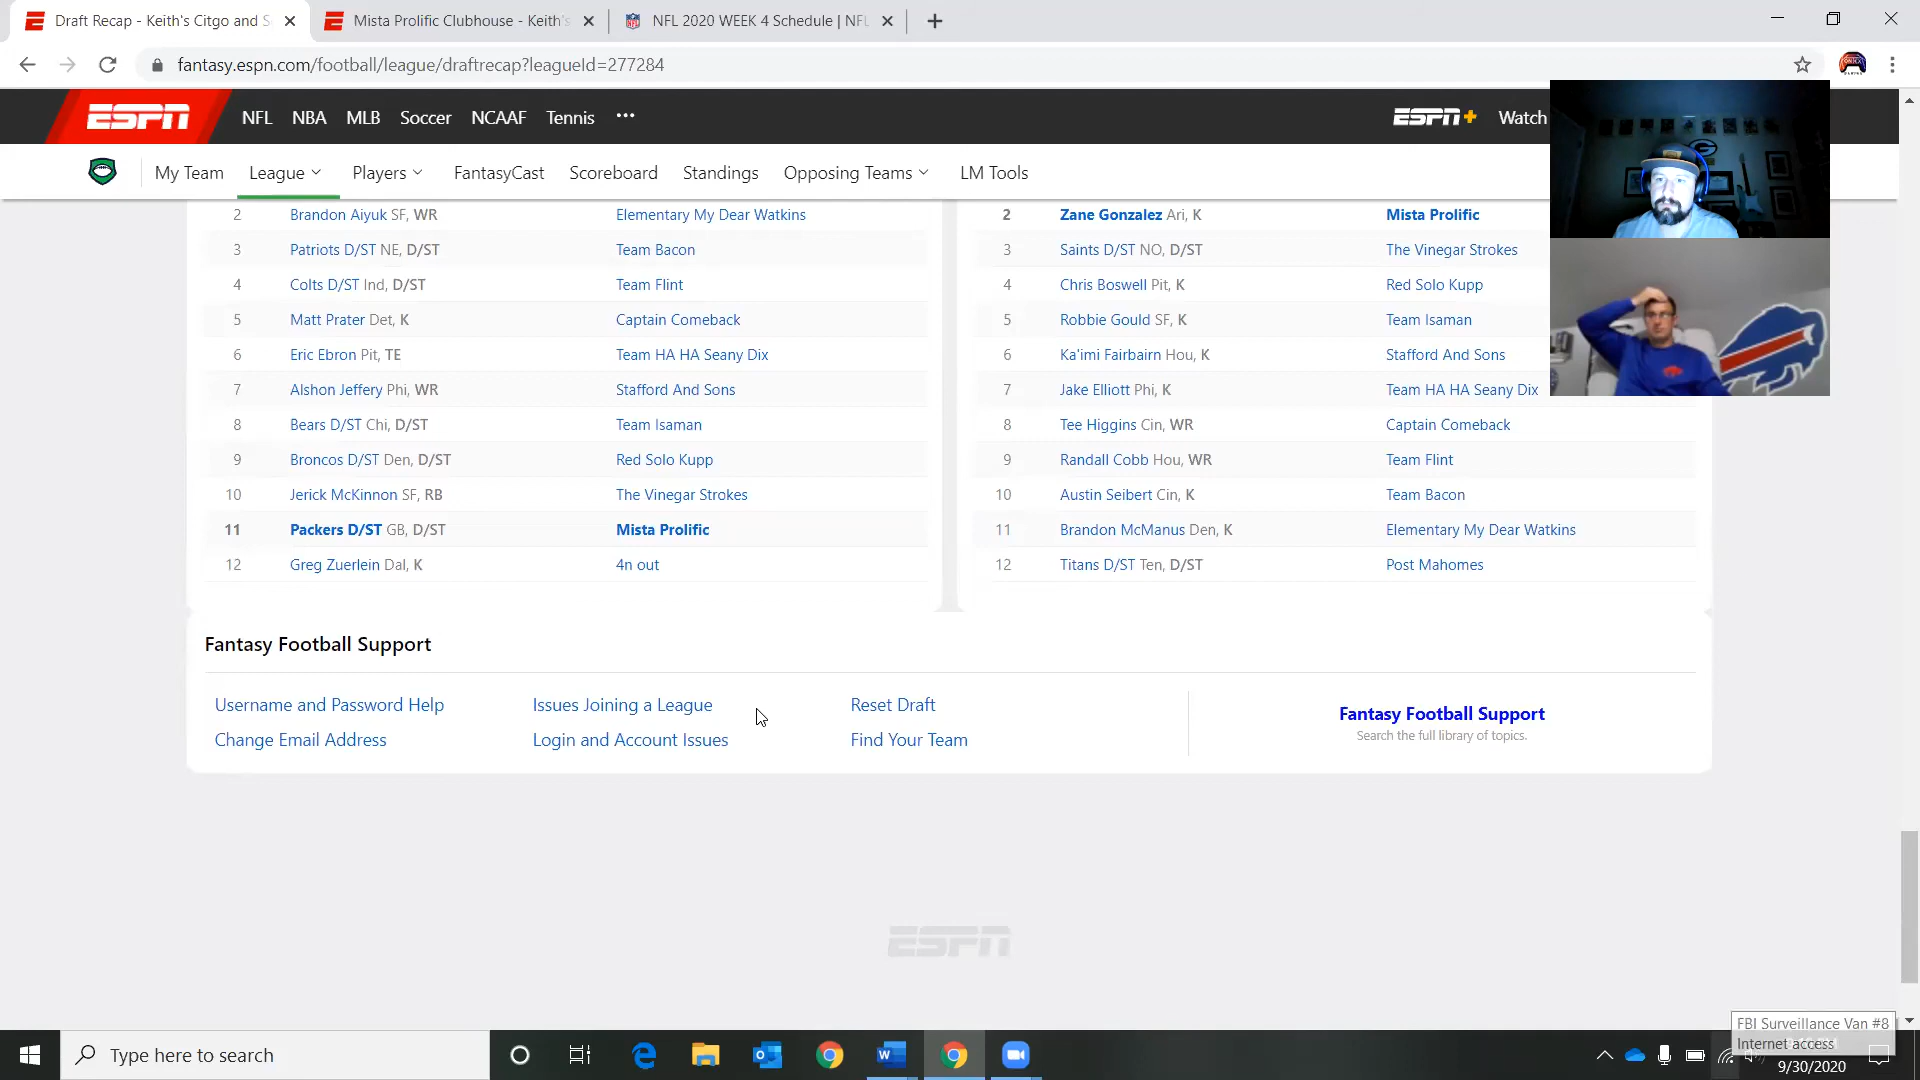 Draft Recap - Keith's Citgo and S
Mista Prolific Clubhouse - Keith's
NFL 2020 WEEK 4 Schedule | NFL
fantasy.espn.com/football/league/draftrecap?leagueId=277284
ESPN NFL NBA MLB Soccer NCAAF Tennis ••• ESPN+ Watch
My Team League Players FantasyCast Scoreboard Standings Opposing Teams LM Tools
2 Brandon Aiyuk SF, WR Elementary My Dear Watkins
3 Patriots D/ST NE, D/ST Team Bacon
4 Colts D/ST Ind, D/ST Team Flint
5 Matt Prater Det, K Captain Comeback
6 Eric Ebron Pit, TE Team HA HA Seany Dix
7 Alshon Jeffery Phi, WR Stafford And Sons
8 Bears D/ST Chi, D/ST Team Isaman
9 Broncos D/ST Den, D/ST Red Solo Kupp
10 Jerick McKinnon SF, RB The Vinegar Strokes
11 Packers D/ST GB, D/ST Mista Prolific
12 Greg Zuerlein Dal, K 4n out
2 Zane Gonzalez Ari, K Mista Prolific
3 Saints D/ST NO, D/ST The Vinegar Strokes
4 Chris Boswell Pit, K Red Solo Kupp
5 Robbie Gould SF, K Team Isaman
6 Ka'imi Fairbairn Hou, K Stafford And Sons
7 Jake Elliott Phi, K Team HA HA Seany Dix
8 Tee Higgins Cin, WR Captain Comeback
9 Randall Cobb Hou, WR Team Flint
10 Austin Seibert Cin, K Team Bacon
11 Brandon McManus Den, K Elementary My Dear Watkins
12 Titans D/ST Ten, D/ST Post Mahomes
Fantasy Football Support
Username and Password Help Issues Joining a League Reset Draft
Change Email Address Login and Account Issues Find Your Team
Fantasy Football Support
Search the full library of topics.
ESPN
FBI Surveillance Van #8
Internet access
Type here to search
9/30/2020